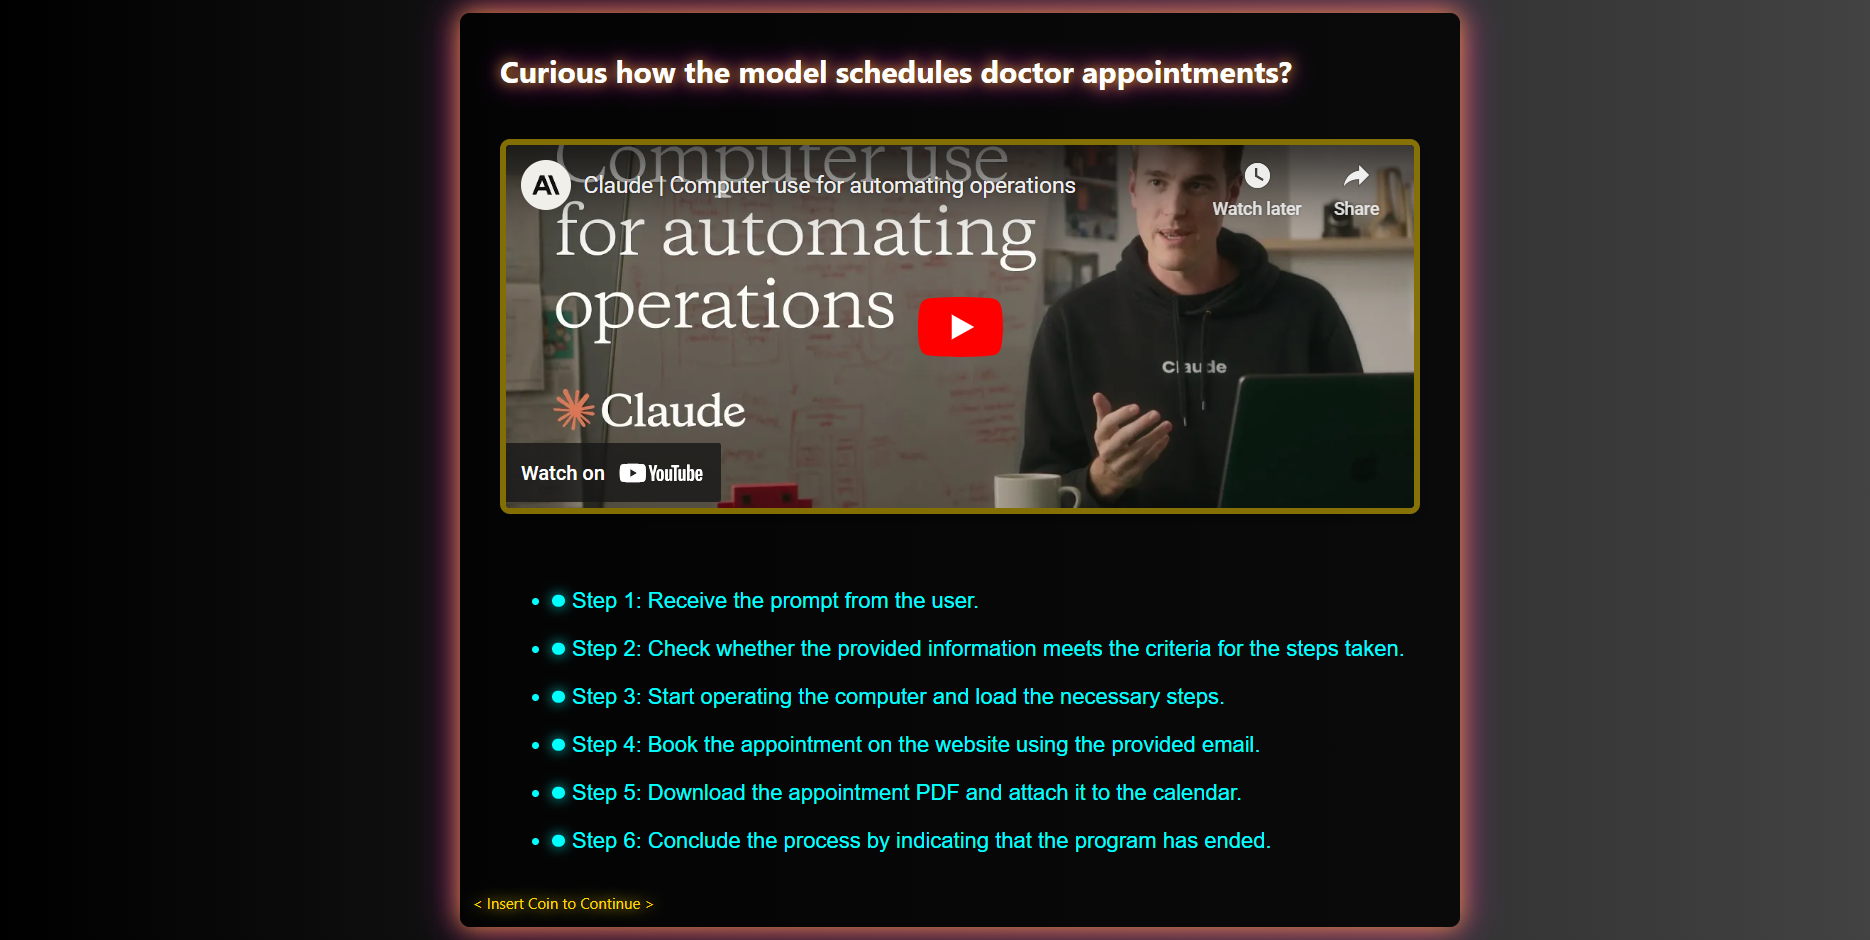 Curious how the model schedules doctor appointments?
Computer use
Claude | Computer use for automating operations
Watch later
Share
for automating
operations
Claude
Claude
Watch on YouTube
• ● Step 1: Receive the prompt from the user.
• ● Step 2: Check whether the provided information meets the criteria for the steps taken.
• ● Step 3: Start operating the computer and load the necessary steps.
• ● Step 4: Book the appointment on the website using the provided email.
• ● Step 5: Download the appointment PDF and attach it to the calendar.
• ● Step 6: Conclude the process by indicating that the program has ended.
< Insert Coin to Continue >